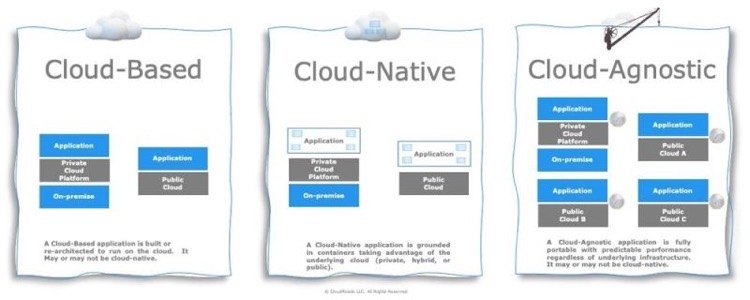 Cloud-Based
Application
Private
Cloud
Platform
On-premise
Application
Public
Cloud
A Cloud-Based application is built or
re-architected to run on the cloud. It
May or may not be cloud-native.
Cloud-Native
Application
Private
Cloud
Platform
On-premise
Application
Public
Cloud
A Cloud-Native application is grounded
in containers taking advantage of the
underlying cloud (private, hybrid, or
public).
Cloud-Agnostic
Application
Private
Cloud
Platform
On-premise
Application
Public
Cloud A
Application
Public
Cloud B
Application
Public
Cloud C
A Cloud-Agnostic application is fully
portable with predictable performance
regardless of underlying infrastructure.
It may or may not be cloud-native.
LLC. All Rights Reserved